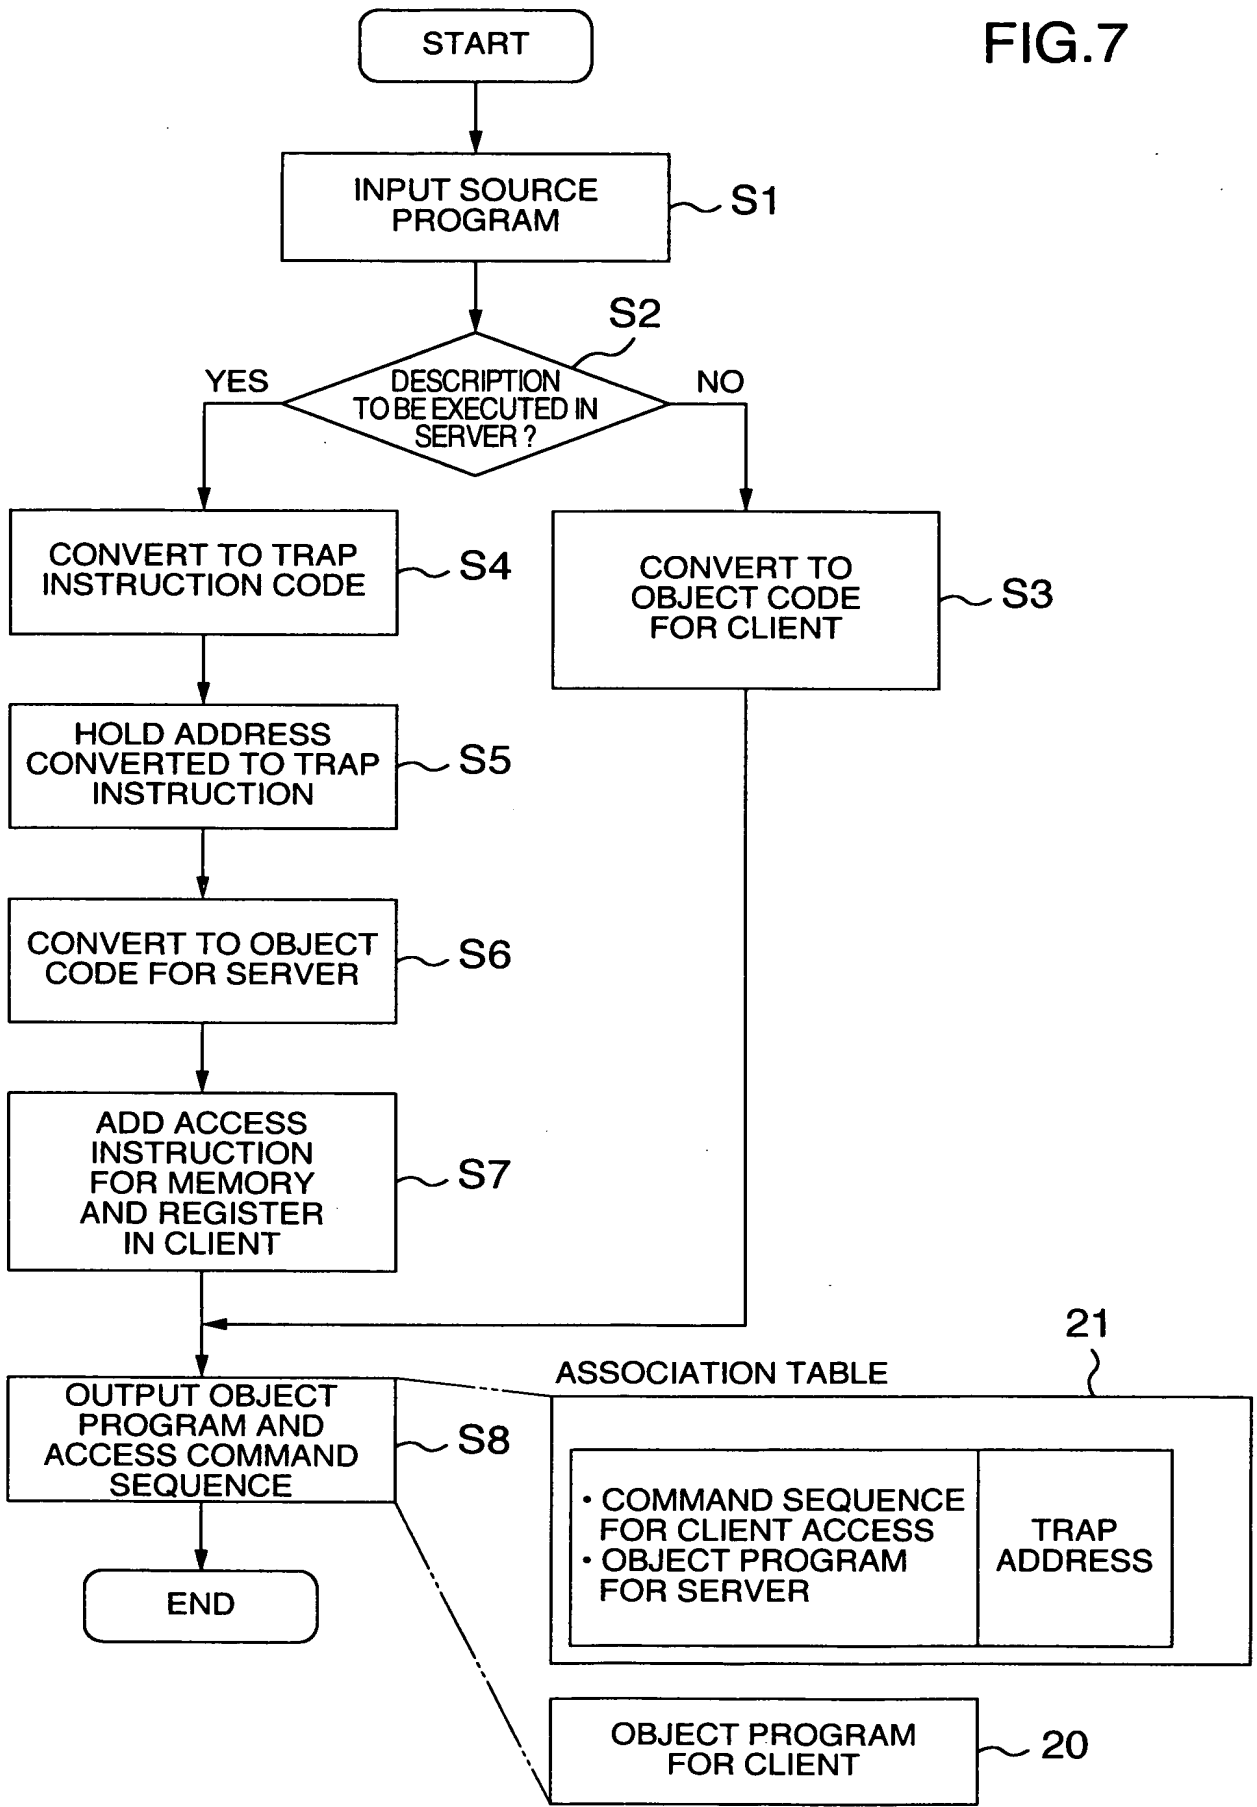 FIG.7
START
INPUT SOURCE
PROGRAM
S1
S2
YES
NO
DESCRIPTION
TO BE EXECUTED IN
SERVER ?
CONVERT TO TRAP
INSTRUCTION CODE
S4
CONVERT TO
OBJECT CODE
FOR CLIENT
S3
HOLD ADDRESS
CONVERTED TO TRAP
INSTRUCTION
S5
CONVERT TO OBJECT
CODE FOR SERVER
S6
ADD ACCESS
INSTRUCTION
FOR MEMORY
AND REGISTER
IN CLIENT
S7
OUTPUT OBJECT
PROGRAM AND
ACCESS COMMAND
SEQUENCE
S8
END
ASSOCIATION TABLE
21
• COMMAND SEQUENCE
FOR CLIENT ACCESS
• OBJECT PROGRAM
FOR SERVER
TRAP
ADDRESS
OBJECT PROGRAM
FOR CLIENT
20